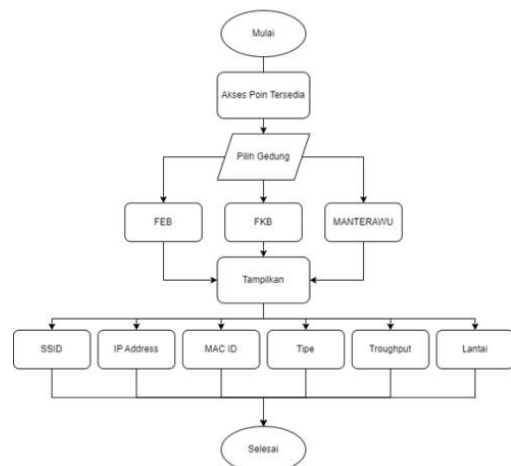 Mulai
Akses Poin Tersedia
Pilih Gedung
FEB
FKB
MANTERAWU
Tampilkan
SSID
IP Address
MAC ID
Tipe
Troughput
Lantai
Selesai